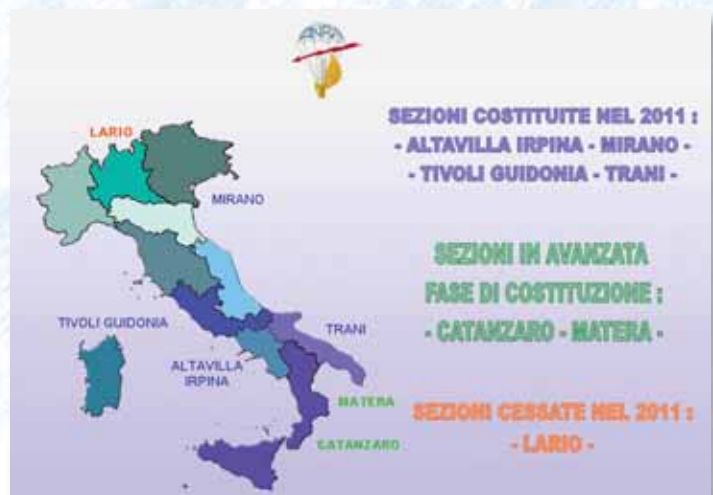 ANRA
LARIO
MIRANO
TIVOLI GUIDONIA
TRANI
ALTAVILLA
IRPINA
MATERA
CATANZARO
SEZIONI COSTITUITE NEL 2011 :
- ALTAVILLA IRPINA - MIRANO -
- TIVOLI GUIDONIA - TRANI -
SEZIONI IN AVANZATA
FASE DI COSTITUZIONE :
- CATANZARO - MATERA -
SEZIONI CESSATE NEL 2011 :
- LARIO -